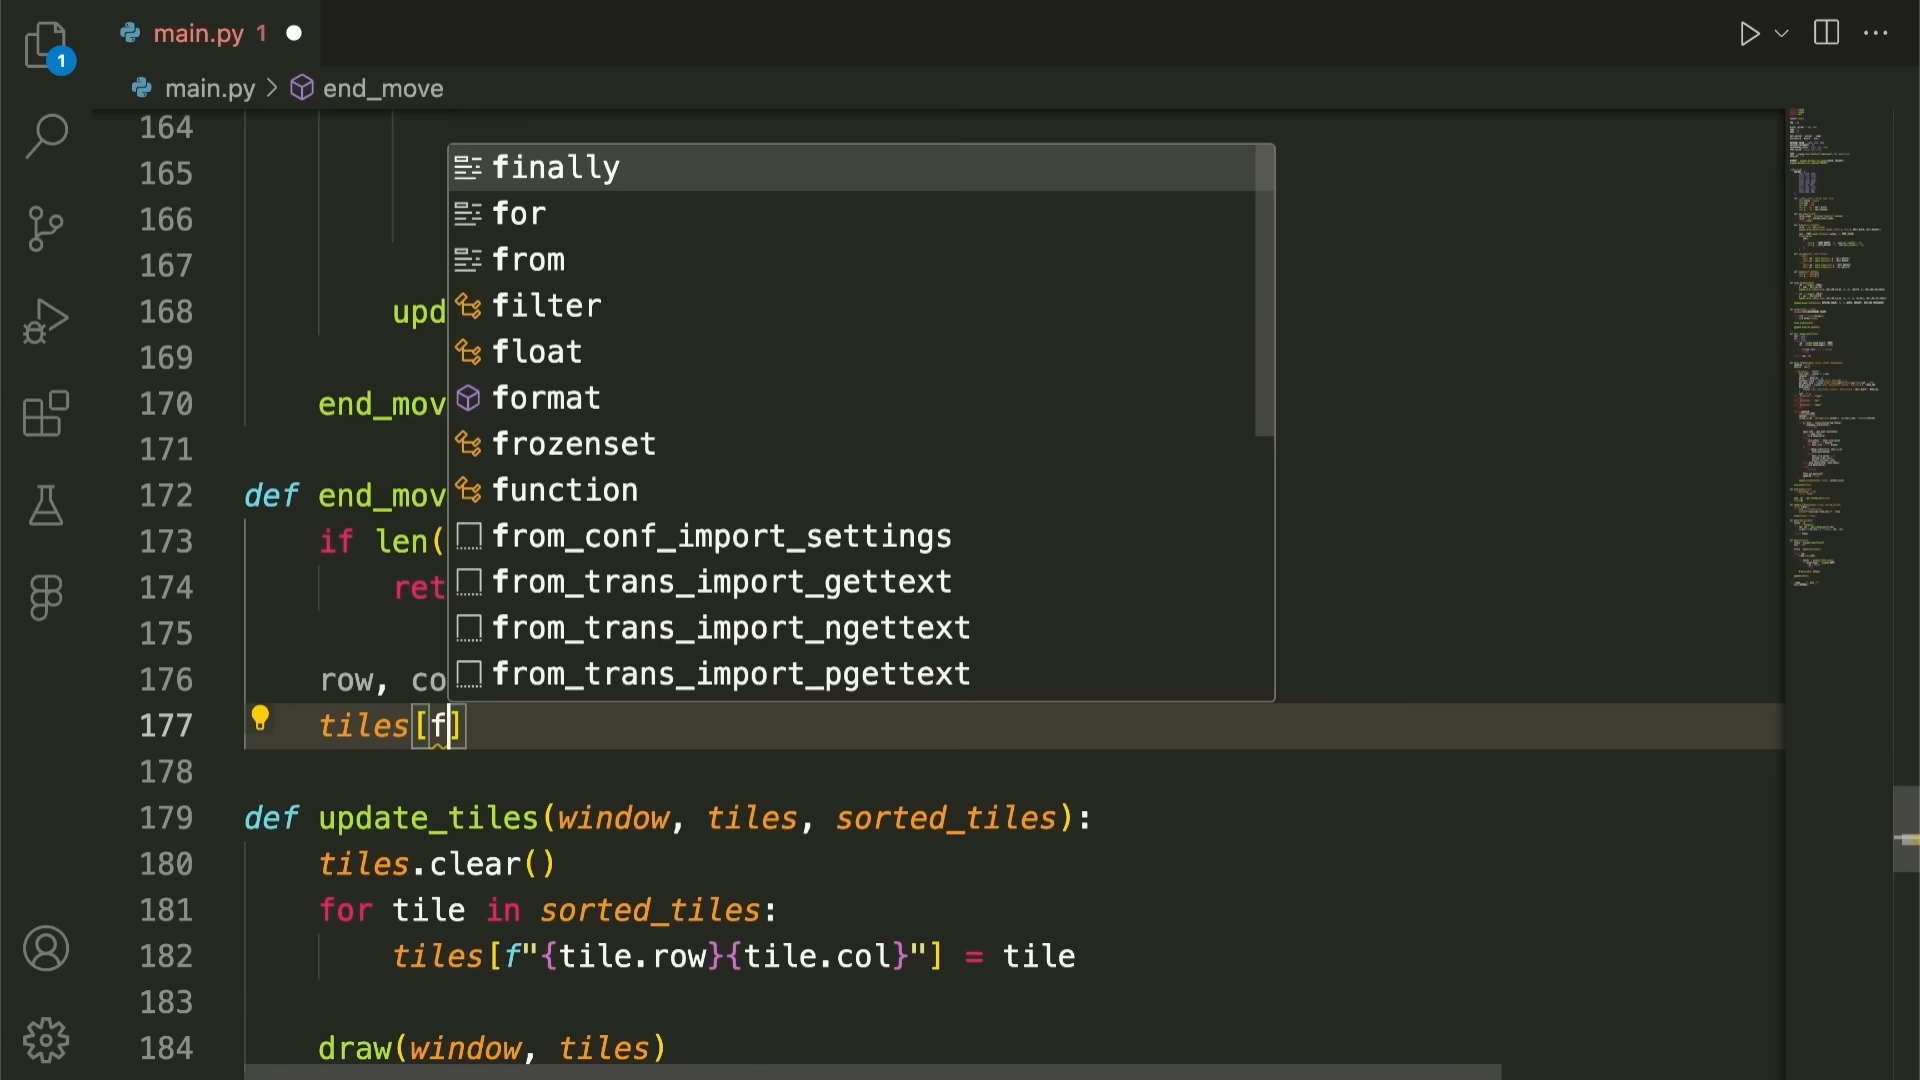 main.py 1
1
main.py > end_move
164
165
166
167
168 upd
169
170 end_mov
171
172 def end_mov
173 if len(
174 ret
175
176 row, co
177 tiles[f]
178
179 def update_tiles(window, tiles, sorted_tiles):
180 tiles.clear()
181 for tile in sorted_tiles:
182 tiles[f"{tile.row}{tile.col}"] = tile
183
184 draw(window, tiles)
finally
for
from
filter
float
format
frozenset
function
from_conf_import_settings
from_trans_import_gettext
from_trans_import_ngettext
from_trans_import_pgettext